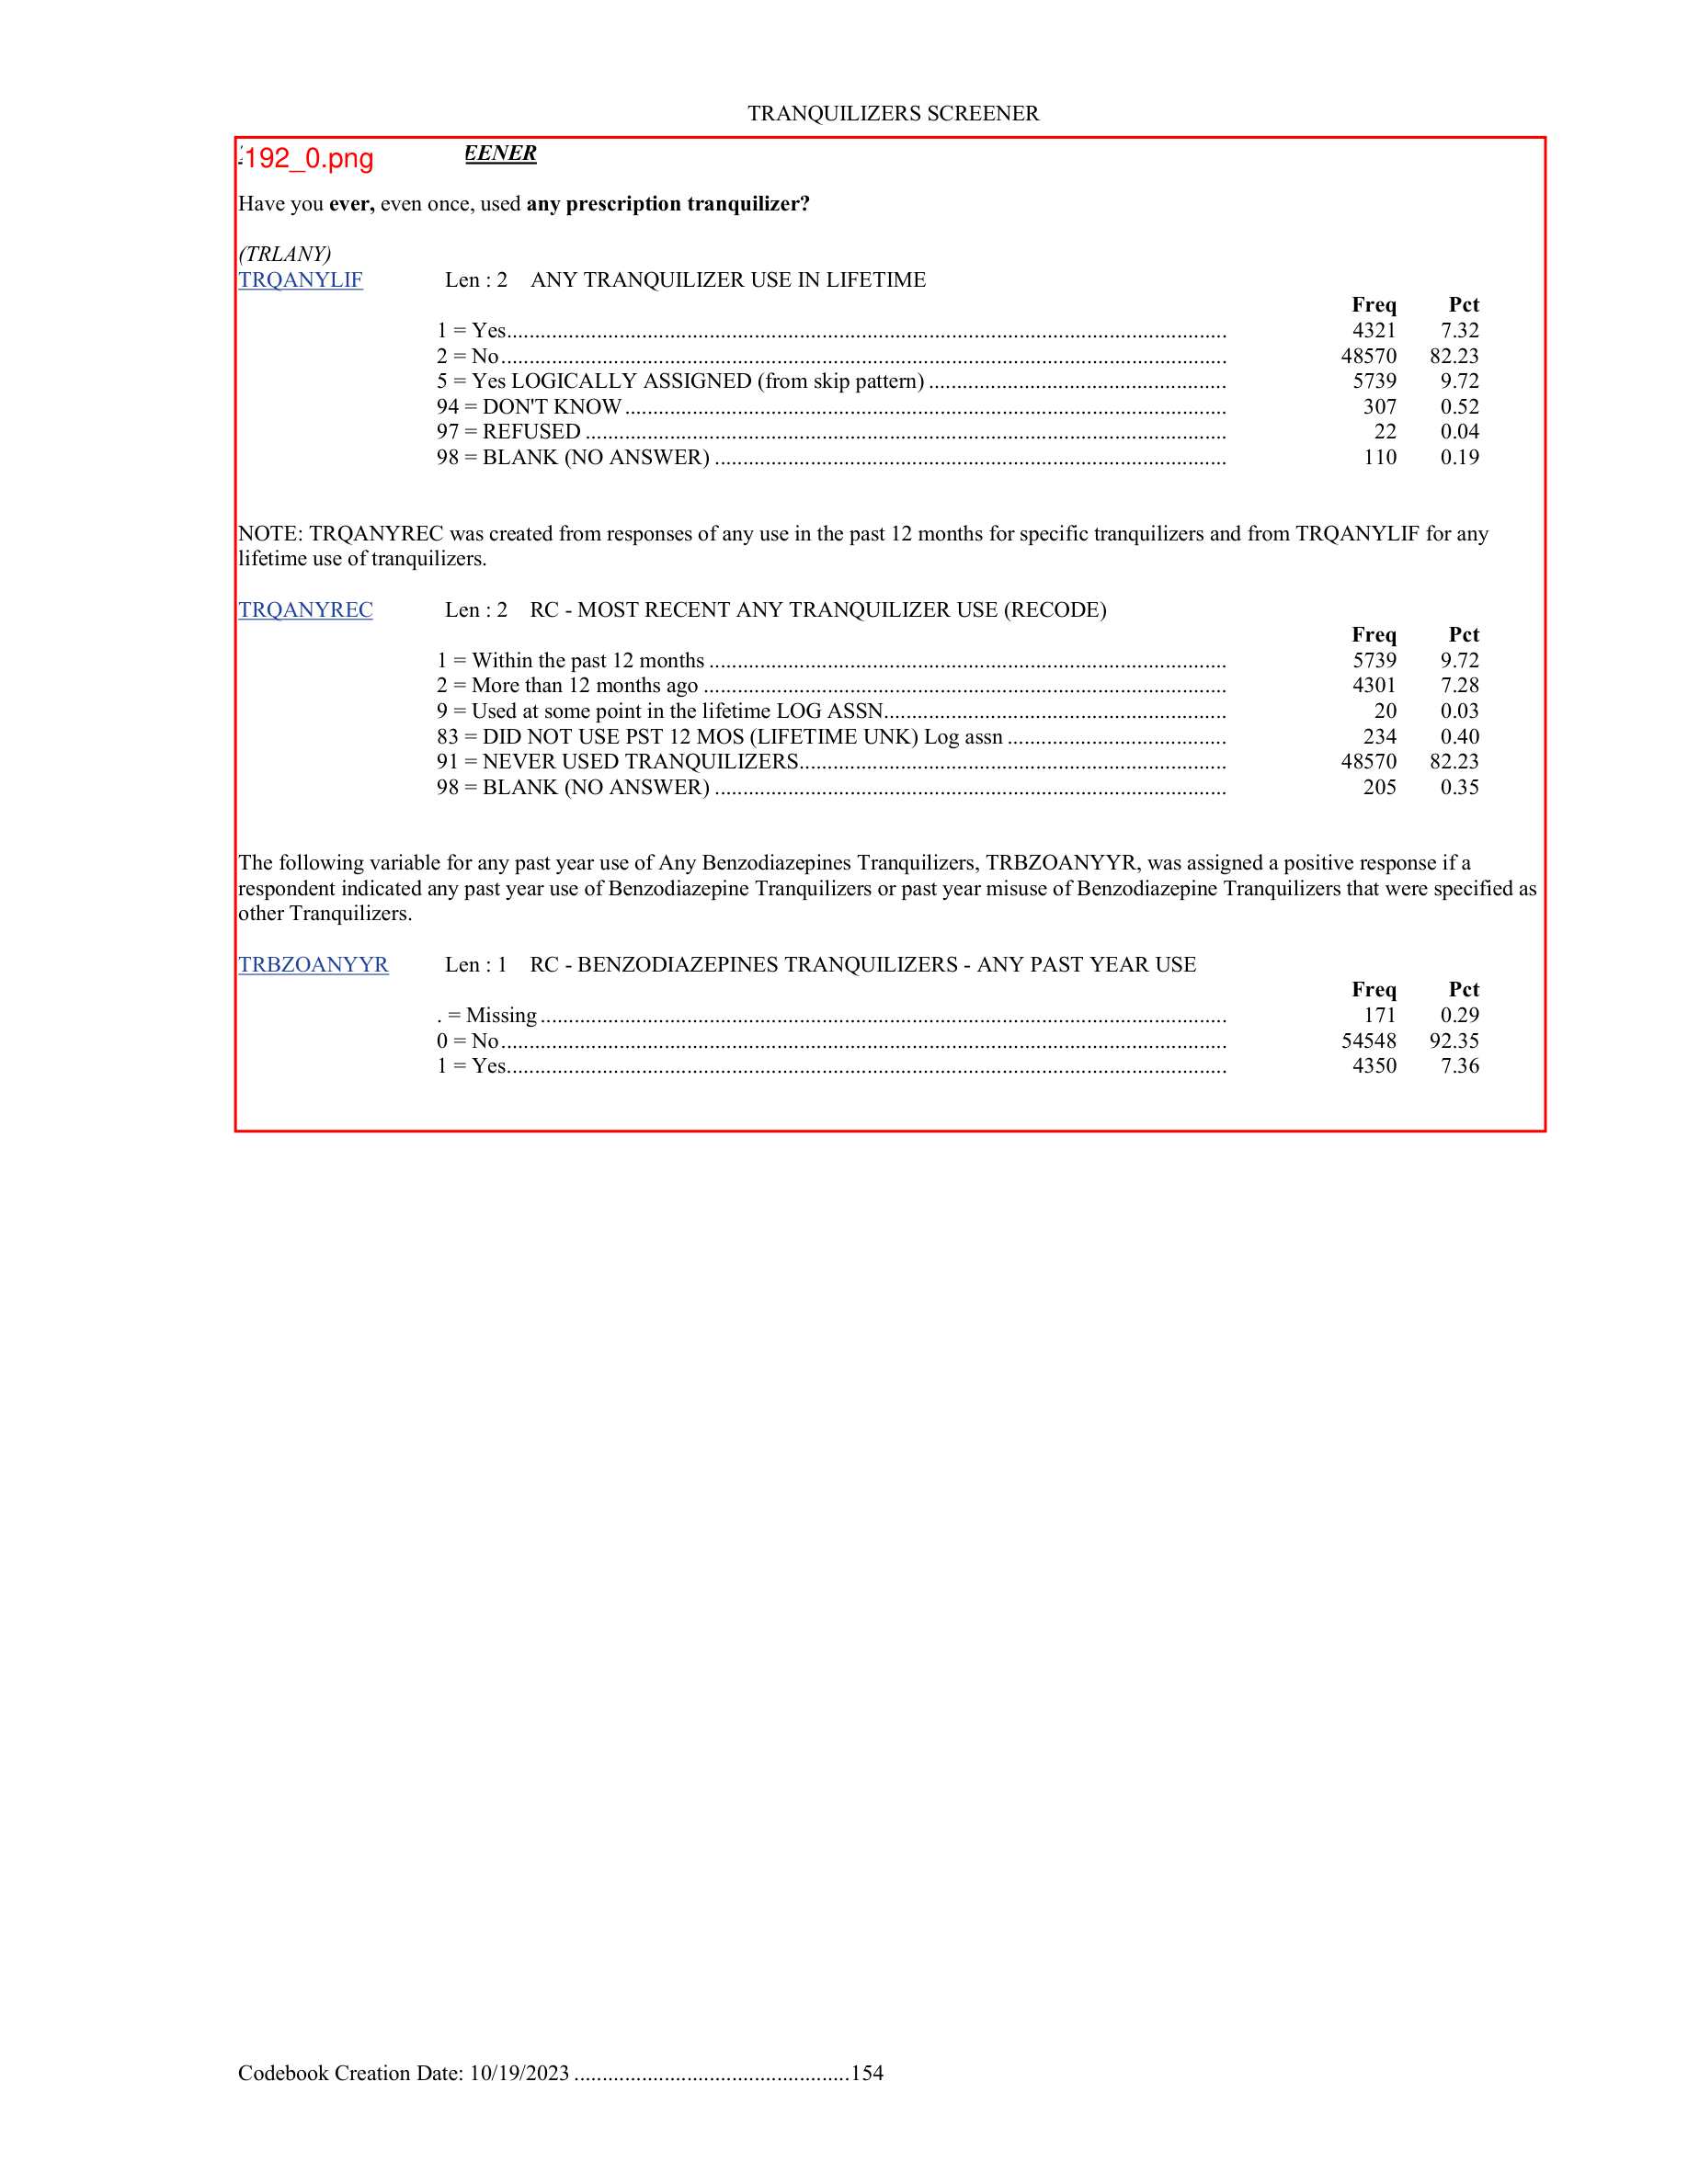 TRANQUILIZERS SCREENER
192_0.png EENER
Have you ever, even once, used any prescription tranquilizer?
(TRLANY)
TRQANYLIF Len : 2 ANY TRANQUILIZER USE IN LIFETIME
Freq Pct
1 = Yes 4321 7.32
2 = No 48570 82.23
5 = Yes LOGICALLY ASSIGNED (from skip pattern) 5739 9.72
94 = DON'T KNOW 307 0.52
97 = REFUSED 22 0.04
98 = BLANK (NO ANSWER) 110 0.19
NOTE: TRQANYREC was created from responses of any use in the past 12 months for specific tranquilizers and from TRQANYLIF for any
lifetime use of tranquilizers.
TRQANYREC Len : 2 RC - MOST RECENT ANY TRANQUILIZER USE (RECODE)
Freq Pct
1 = Within the past 12 months 5739 9.72
2 = More than 12 months ago 4301 7.28
9 = Used at some point in the lifetime LOG ASSN 20 0.03
83 = DID NOT USE PST 12 MOS (LIFETIME UNK) Log assn 234 0.40
91 = NEVER USED TRANQUILIZERS 48570 82.23
98 = BLANK (NO ANSWER) 205 0.35
The following variable for any past year use of Any Benzodiazepines Tranquilizers, TRBZOANYYR, was assigned a positive response if a
respondent indicated any past year use of Benzodiazepine Tranquilizers or past year misuse of Benzodiazepine Tranquilizers that were specified as
other Tranquilizers.
TRBZOANYYR Len : 1 RC - BENZODIAZEPINES TRANQUILIZERS - ANY PAST YEAR USE
Freq Pct
. = Missing 171 0.29
0 = No 54548 92.35
1 = Yes 4350 7.36
Codebook Creation Date: 10/19/2023 154